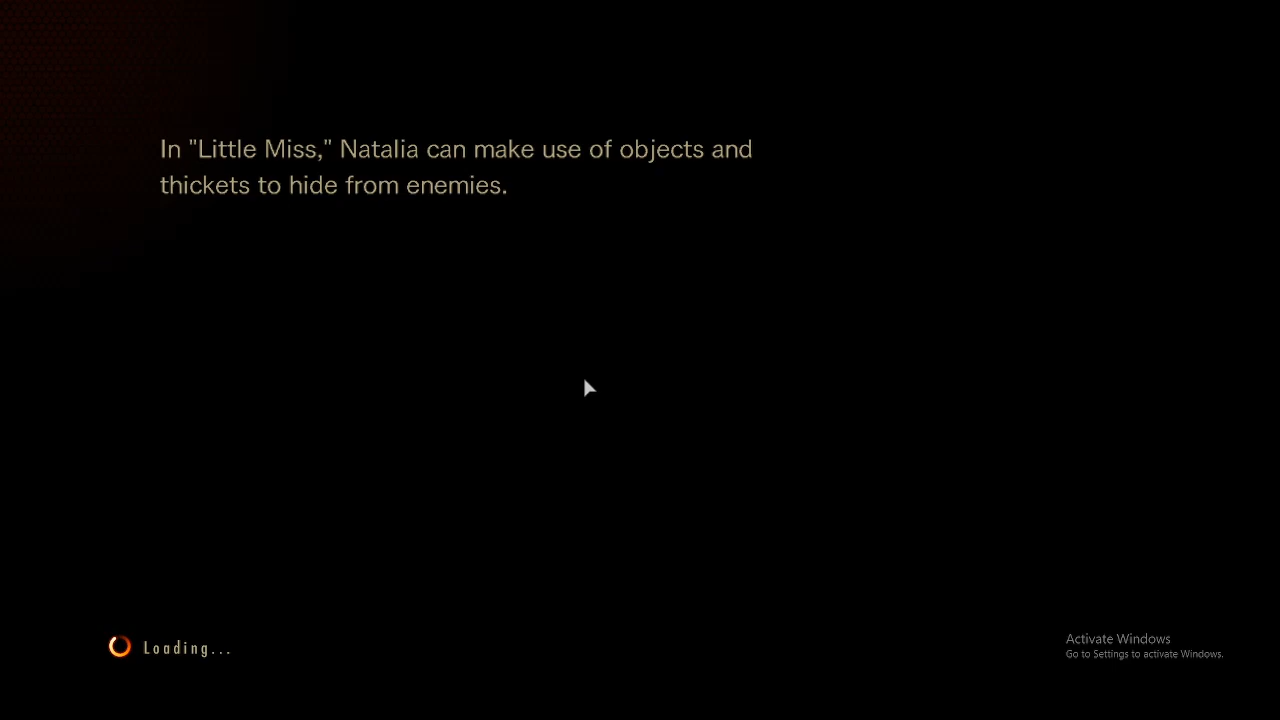 In "Little Miss," Natalia can make use of objects and
thickets to hide from enemies.
Loading...
Activate Windows
Go to Settings to activate Windows.